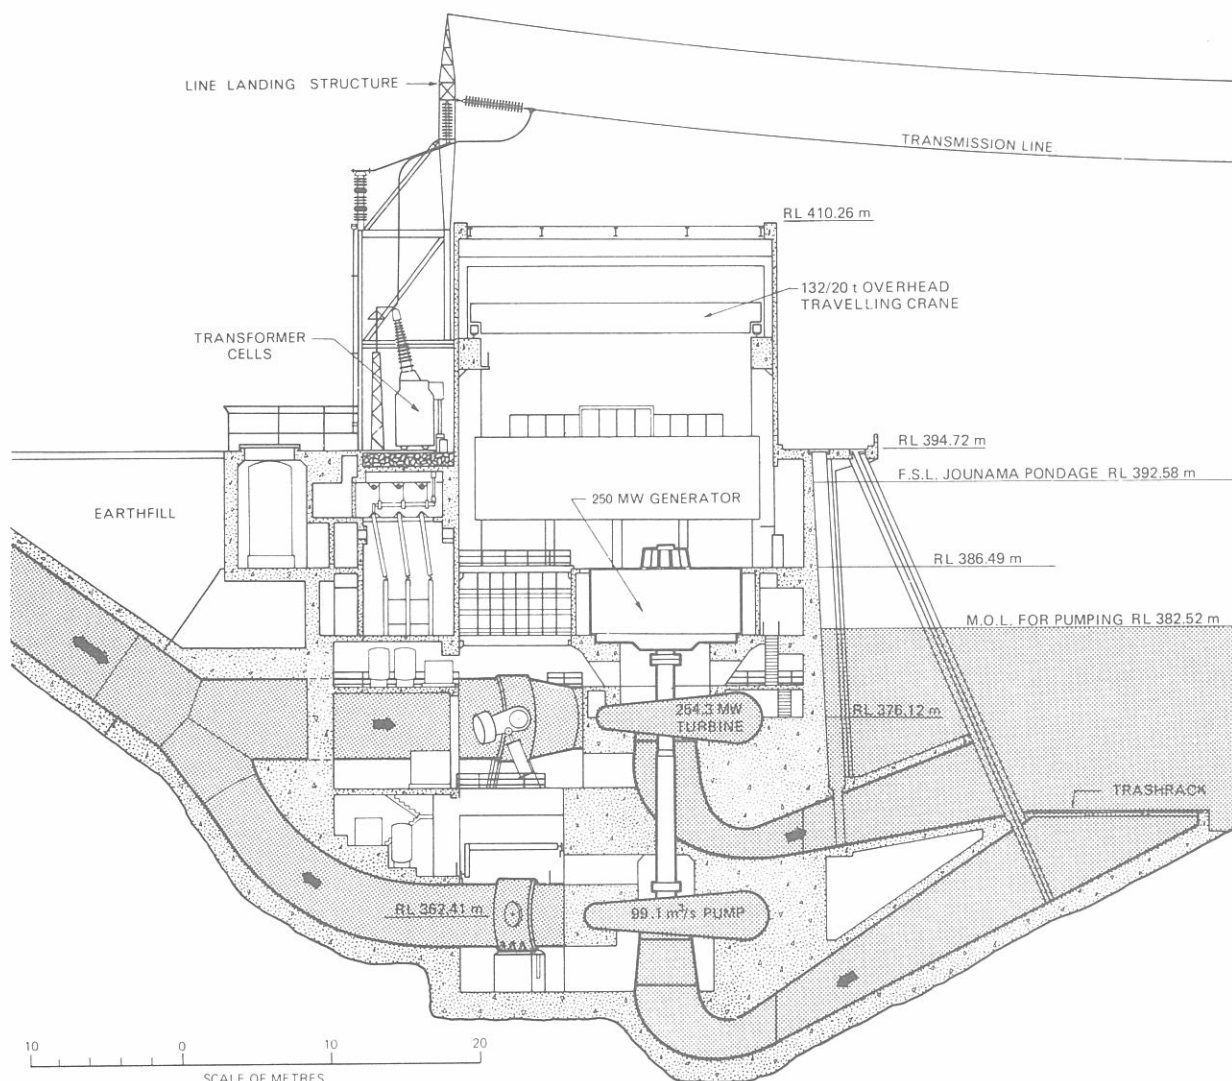 LINE LANDING STRUCTURE
TRANSMISSION LINE
RL 410.26 m
132/20 t OVERHEAD
TRAVELLING CRANE
TRANSFORMER
CELLS
RL 394.72 m
F.S.L. JOUNAMA PONDAGE RL 392.58 m
250 MW GENERATOR
EARTHFILL
RL 386.49 m
M.O.L. FOR PUMPING RL 382.52 m
264.3 MW
TURBINE
RL 376.12 m
TRASHRACK
RL 362.41 m
99.1 m³/s PUMP
10 0 10 20
SCALE OF METRES